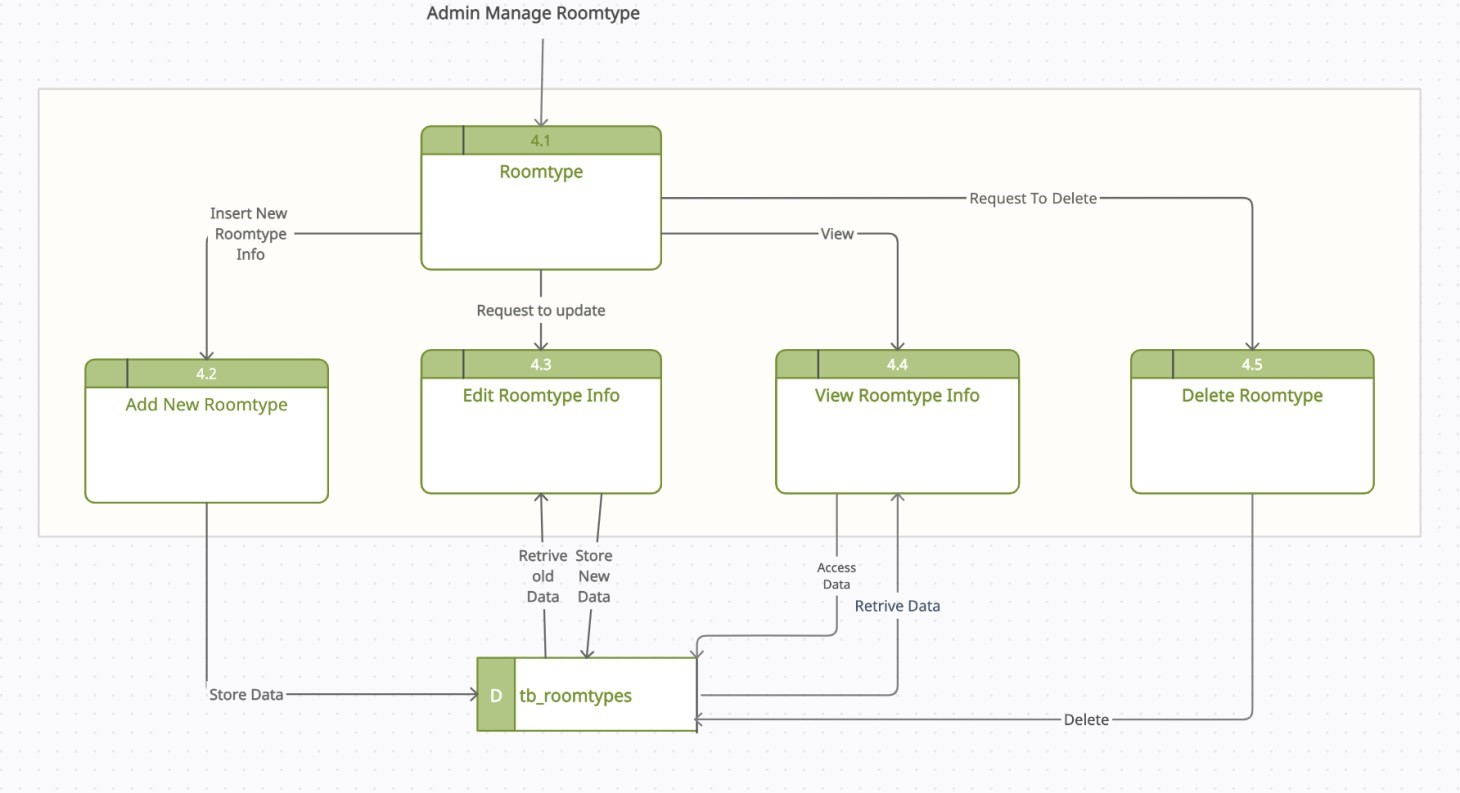 Admin Manage Roomtype
4.1
Roomtype
Request To Delete
Insert New
Roomtype
Info
View
Request to update
4.2
Add New Roomtype
4.3
Edit Roomtype Info
4.4
View Roomtype Info
4.5
Delete Roomtype
Retrive
old
Data
Store
New
Data
Access
Data
Retrive Data
Store Data
D
tb_roomtypes
Delete